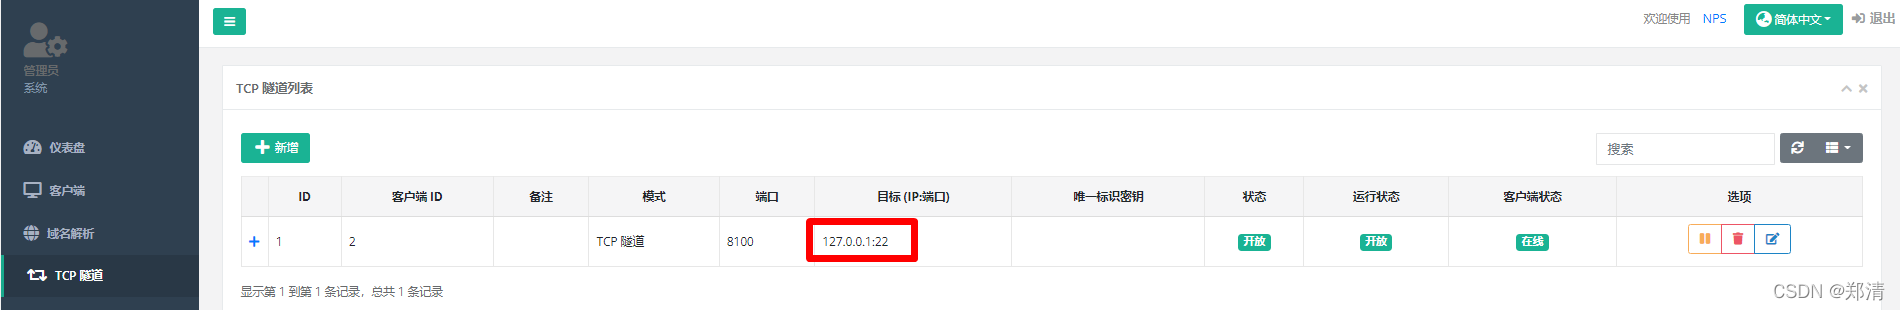 欢迎使用 NPS 简体中文 退出
管理员
系统
TCP 隧道列表
仪表盘
新增
搜索
客户端
ID 客户端 ID 备注 模式 端口 目标 (IP:端口) 唯一标识密钥 状态 运行状态 客户端状态 选项
域名解析
1 2 TCP 隧道 8100 127.0.0.1:22 开放 开放 在线
TCP 隧道
显示第 1 到第 1 条记录，总共 1 条记录
CSDN @郑清